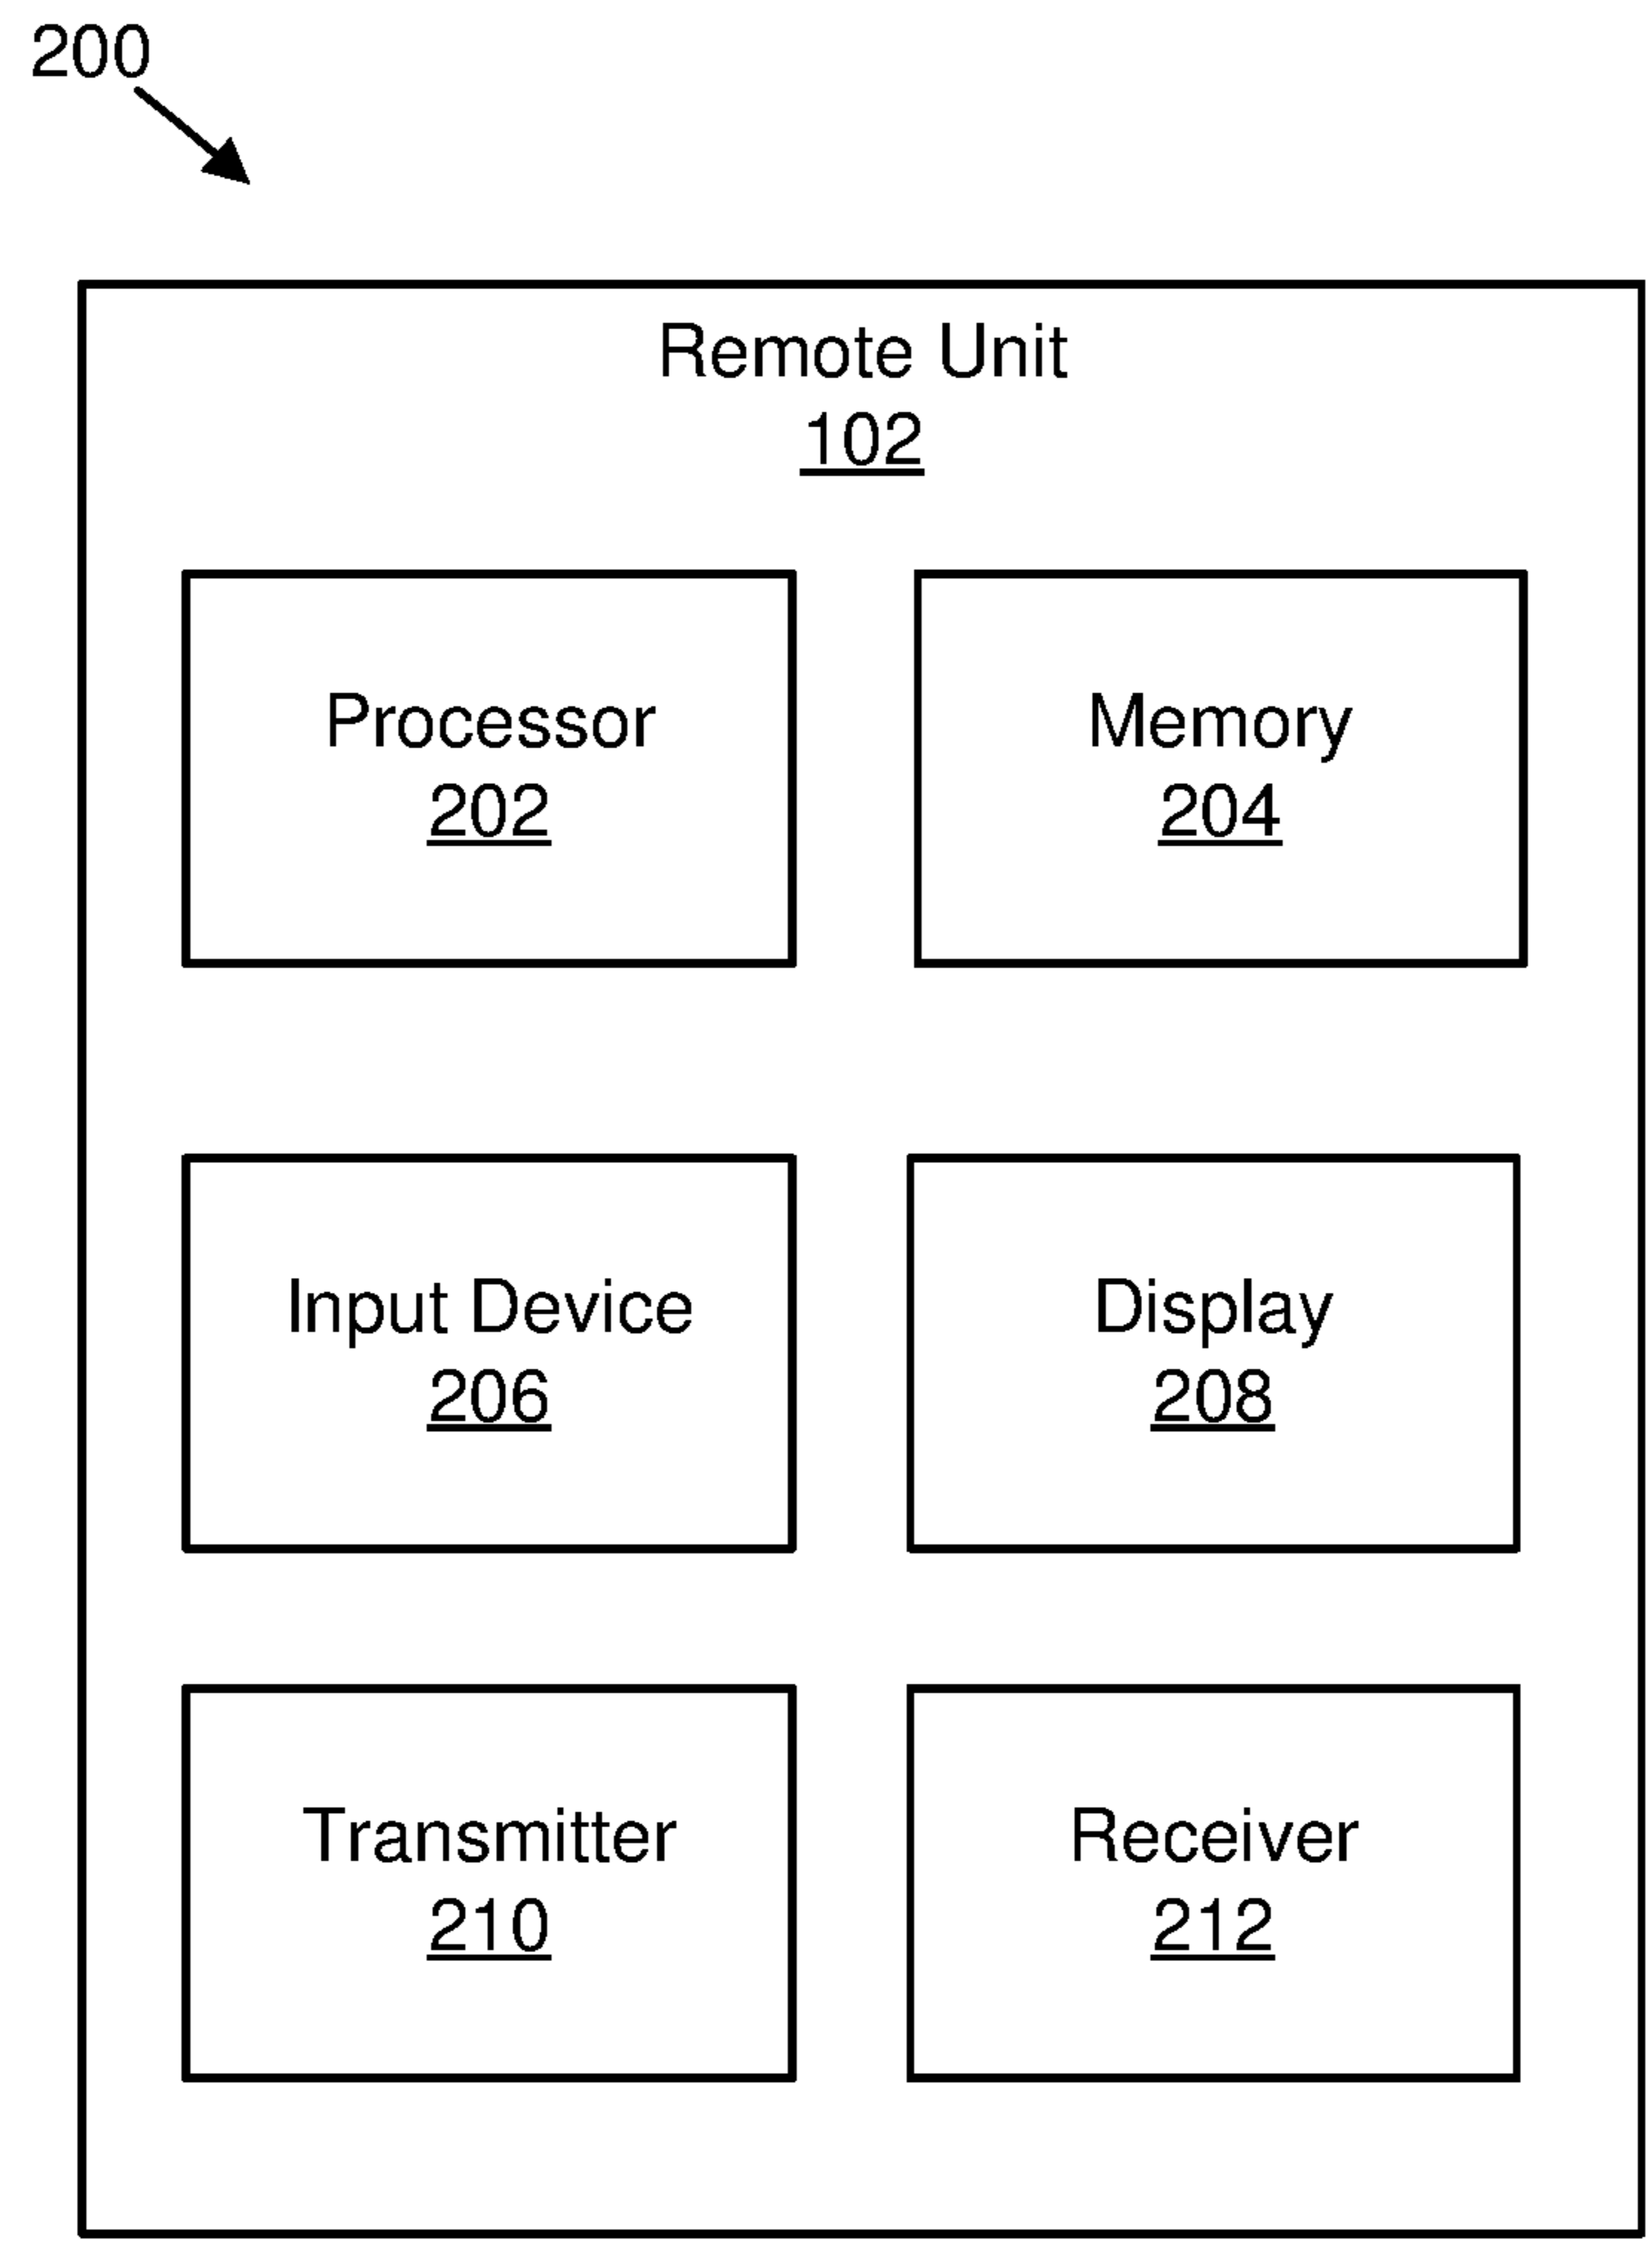 200
Remote Unit
102
Processor
202
Memory
204
Input Device
206
Display
208
Transmitter
210
Receiver
212